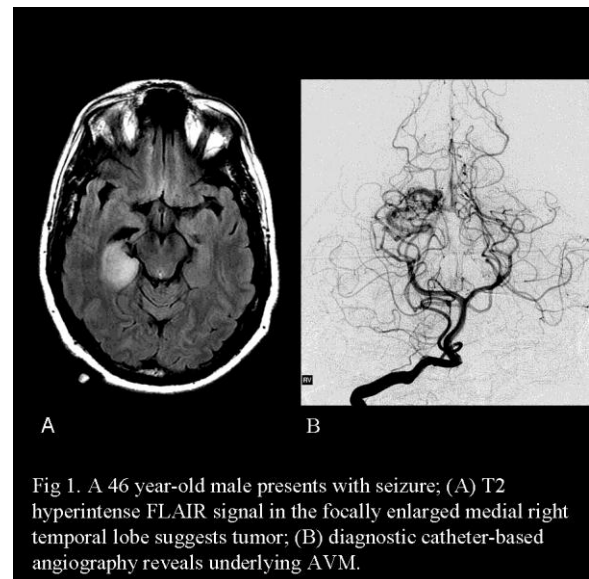 RV
A
B
Fig 1. A 46 year-old male presents with seizure; (A) T2
hyperintense FLAIR signal in the focally enlarged medial right
temporal lobe suggests tumor; (B) diagnostic catheter-based
angiography reveals underlying AVM.